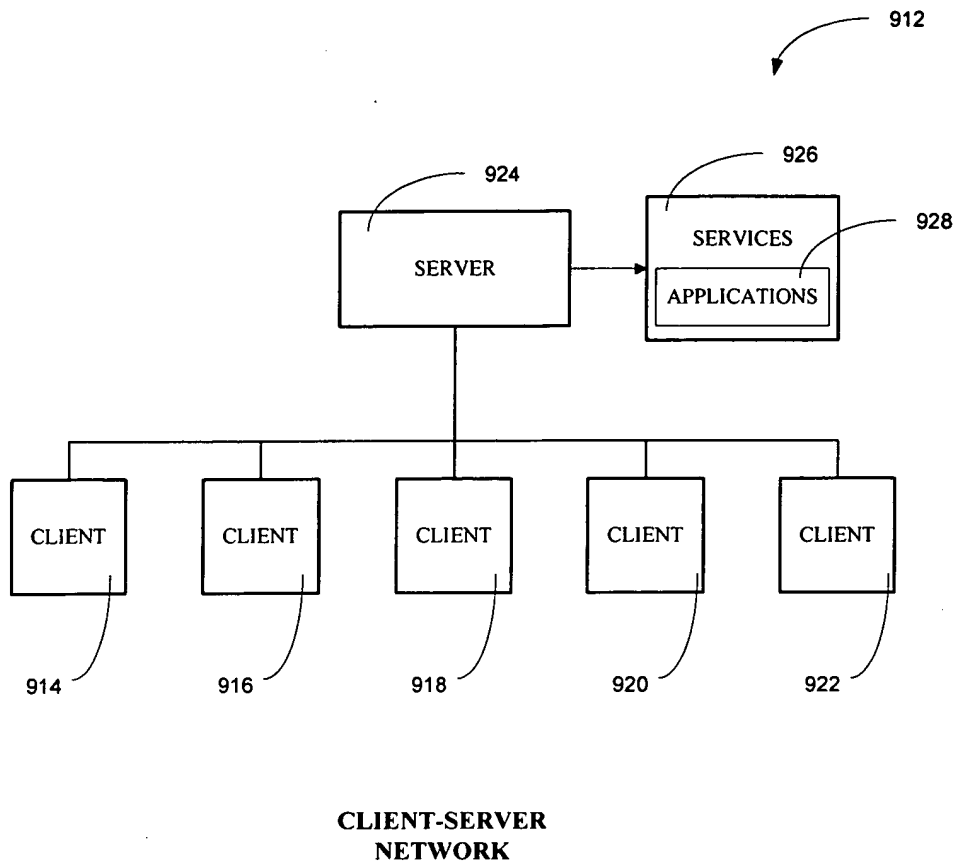 912
924
926
928
SERVER
SERVICES
APPLICATIONS
CLIENT
CLIENT
CLIENT
CLIENT
CLIENT
914
916
918
920
922
CLIENT-SERVER
NETWORK